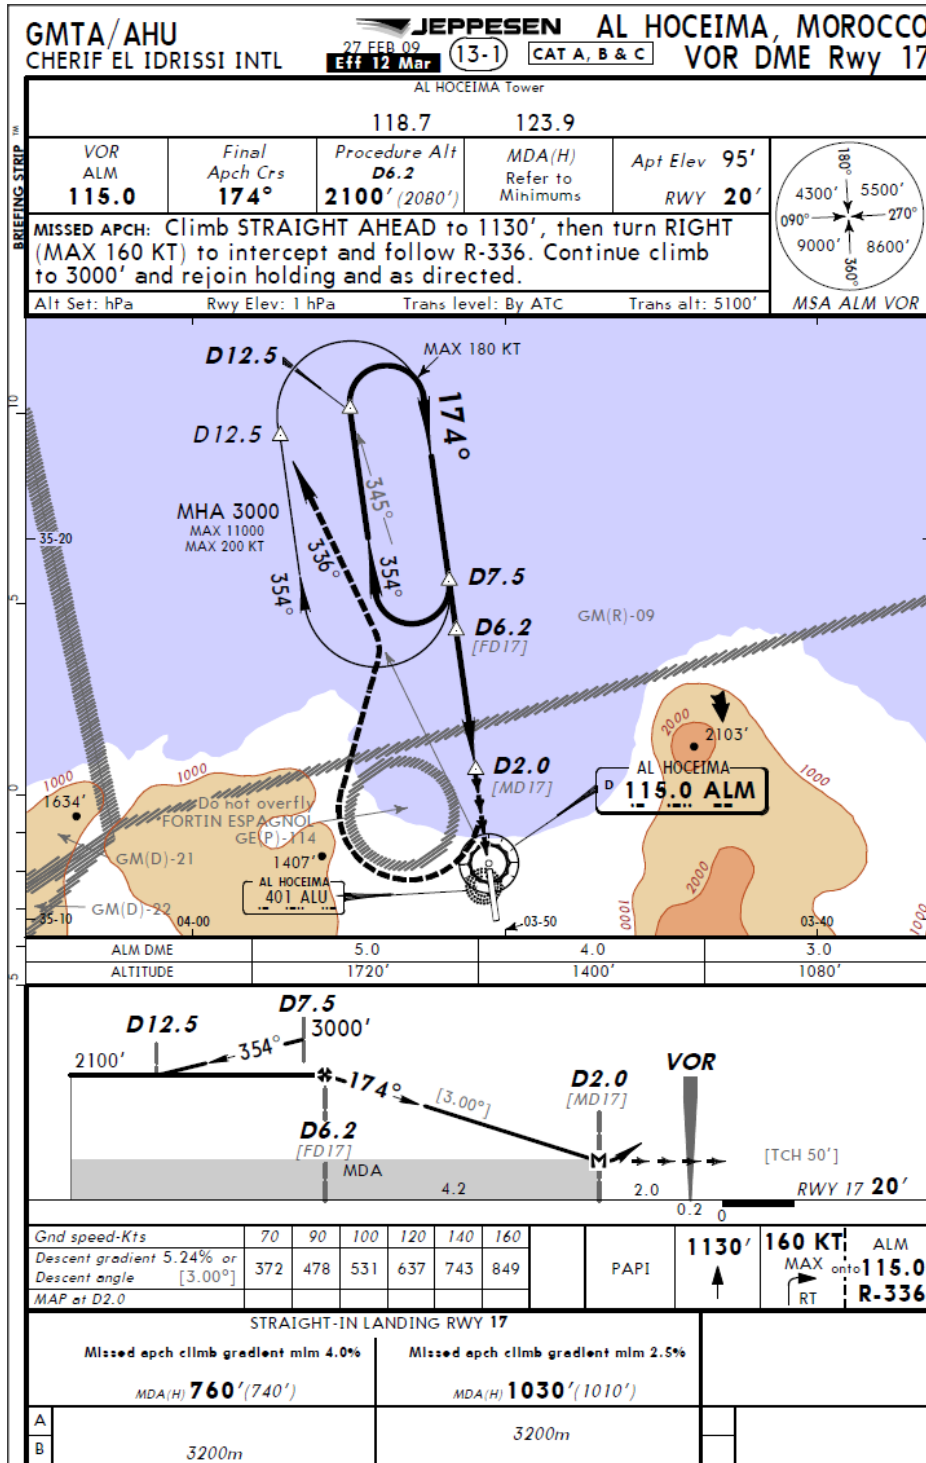 GMTA/AHU
CHERIF EL IDRISSI INTL
JEPPESEN
27 FEB 09
Eff 12 Mar
13-1
CAT A, B & C
AL HOCEIMA, MOROCCO
VOR DME Rwy 17
BRIEFING STRIP ™
AL HOCEIMA Tower
118.7 123.9
VOR
ALM
115.0
Final
Apch Crs
174°
Procedure Alt
D6.2
2100' (2080')
MDA(H)
Refer to
Minimums
Apt Elev 95'
RWY 20'
MISSED APCH: Climb STRAIGHT AHEAD to 1130', then turn RIGHT
(MAX 160 KT) to intercept and follow R-336. Continue climb
to 3000' and rejoin holding and as directed.
Alt Set: hPa Rwy Elev: 1 hPa Trans level: By ATC Trans alt: 5100'
180°
4300' 5500'
090° 270°
9000' 8600'
360°
MSA ALM VOR
D12.5
MAX 180 KT
174°
D12.5
345°
MHA 3000
MAX 11000
MAX 200 KT
336°
354°
354°
35-20
D7.5
D6.2
[FD17]
GM(R)-09
10
5
0
5
D2.0
[MD17]
AL HOCEIMA
D 115.0 ALM
2000
2103'
1000
1000
1634'
1000
Do not overfly
FORTIN ESPAGNOL
GE(P)-114
GM(D)-21
1407'
AL HOCEIMA
401 ALU
GM(D)-22
35-10
04-00
03-50
03-40
2000
1000
1000
ALM DME 5.0 4.0 3.0
ALTITUDE 1720' 1400' 1080'
D7.5
D12.5
3000'
2100'
354°
174°
[3.00°]
D6.2
[FD17]
D2.0
[MD17]
VOR
M
MDA
[TCH 50']
4.2 2.0
0.2 0
RWY 17 20'
Gnd speed-Kts 70 90 100 120 140 160
Descent gradient 5.24% or
Descent angle [3.00°] 372 478 531 637 743 849
MAP at D2.0
PAPI
1130'
160 KT
MAX
RT
onto
ALM
115.0
R-336
STRAIGHT-IN LANDING RWY 17
Missed apch climb gradient mim 4.0%
MDA(H) 760' (740')
Missed apch climb gradient mim 2.5%
MDA(H) 1030' (1010')
A
B
3200m
3200m